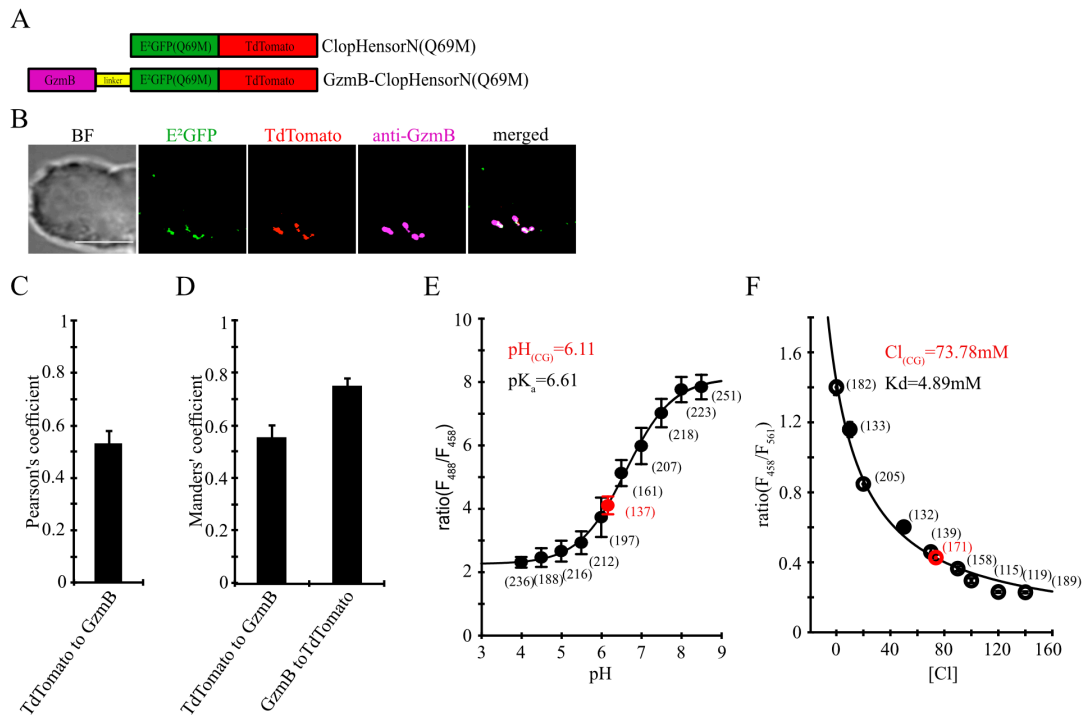 A
E²GFP(Q69M) TdTomato ClopHensorN(Q69M)
GzmB linker E²GFP(Q69M) TdTomato GzmB-ClopHensorN(Q69M)
B
BF E²GFP TdTomato anti-GzmB merged
C
Pearson's coefficient
1
0.8
0.6
0.4
0.2
0
TdTomato to GzmB
D
Manders' coefficient
1
0.8
0.6
0.4
0.2
0
TdTomato to GzmB
GzmB toTdTomato
E
ratio(F488/F458)
10
8
6
4
2
0
pH(CG)=6.11
pKa=6.61
(251)
(223)
(218)
(207)
(161)
(137)
(197)
(212)
(236) (188) (216)
3 4 5 6 7 8 9
pH
F
ratio(F458/F561)
1.6
1.2
0.8
0.4
0
Cl(CG)=73.78mM
Kd=4.89mM
(182)
(133)
(205)
(132)
(139)
(171)
(158)
(115) (119) (189)
0 40 80 120 160
[Cl]